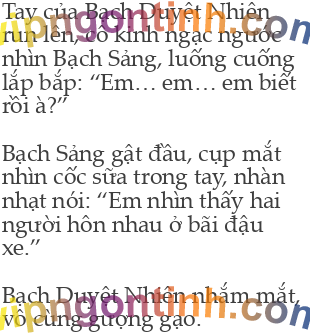 Tay của Bạch Duyệt Nhiên
run lên, cô kinh ngạc ngước
nhìn Bạch Sảng, luống cuống
lắp bắp: “Em… em… em biết
rồi à?”
Bạch Sảng gật đầu, cụp mắt
nhìn cốc sữa trong tay, nhàn
nhạt nói: “Em nhìn thấy hai
người hôn nhau ở bãi đậu
xe.”
Bạch Duyệt Nhiên nhắm mắt,
vô cùng gượng gạo.
vipngontinh.com
vipngontinh.com